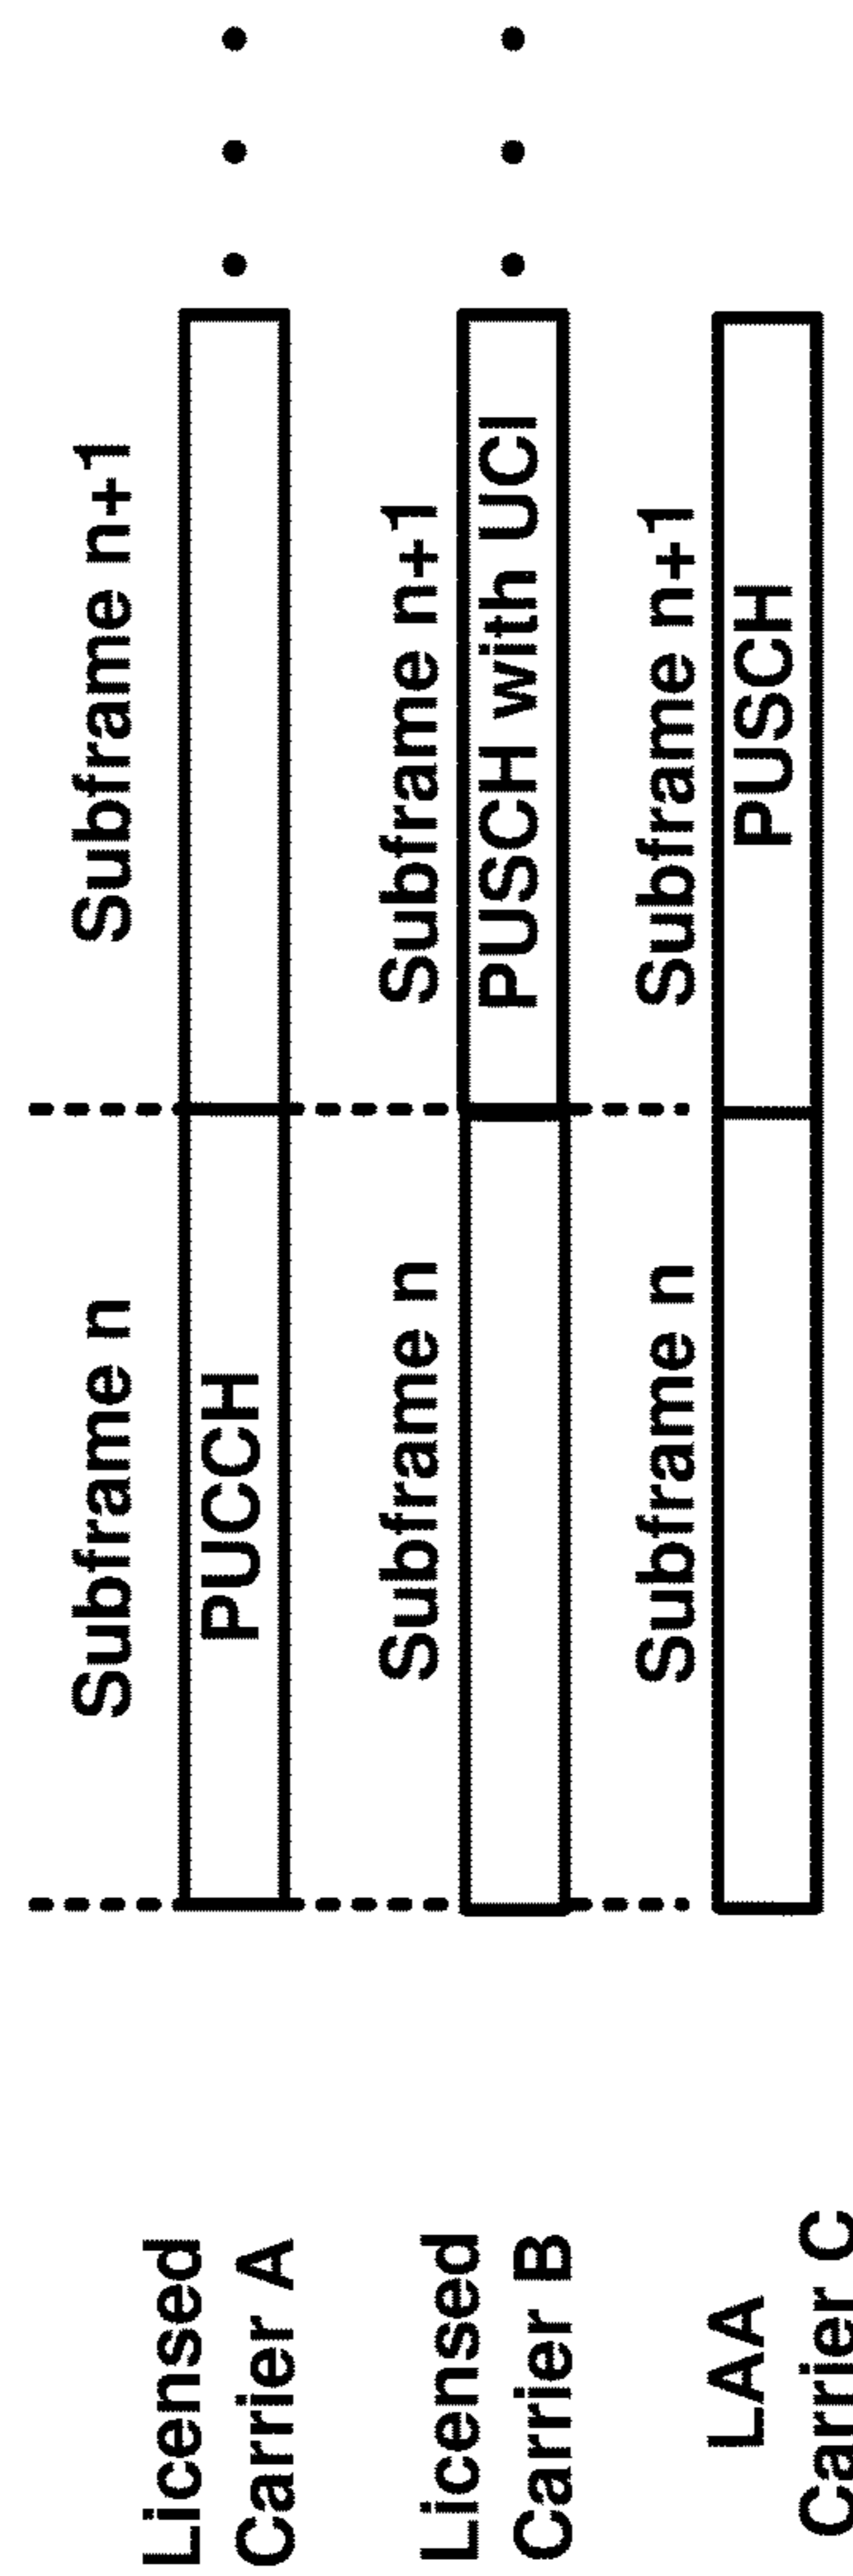 Subframe n
Subframe n+1
Licensed
Carrier A
PUCCH
Subframe n
Subframe n+1
Licensed
Carrier B
PUSCH with UCI
Subframe n
Subframe n+1
LAA
Carrier C
PUSCH